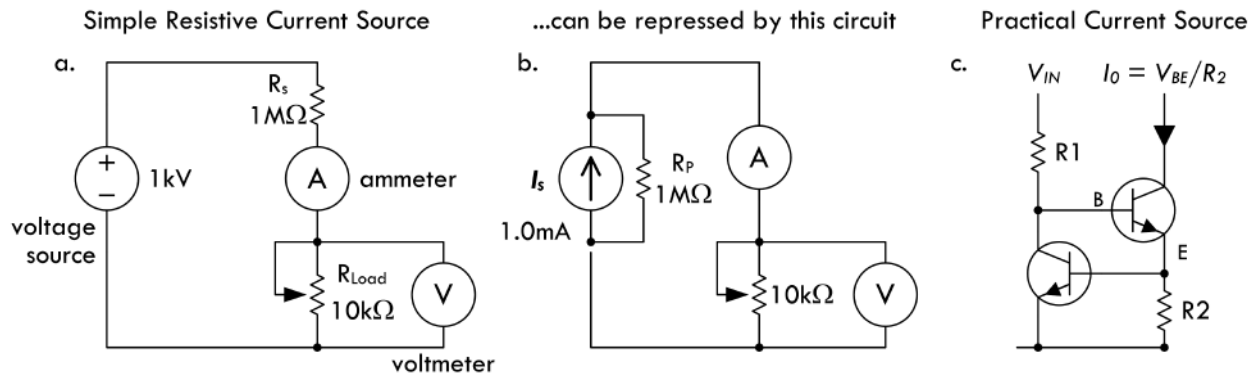 Simple Resistive Current Source
...can be repressed by this circuit
Practical Current Source
a.
Rs
1MΩ
+
−
1kV
A
ammeter
voltage
source
RLoad
10kΩ
V
voltmeter
b.
Is
1.0mA
RP
1MΩ
A
10kΩ
V
c.
VIN
I0 = VBE/R2
R1
B
E
R2